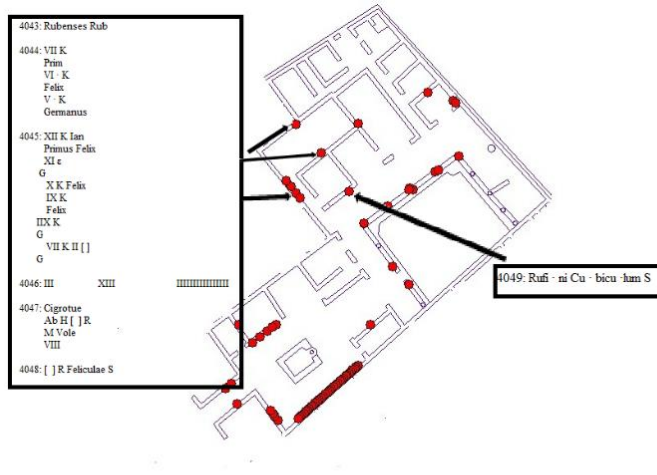 4043: Rubenses Rub
4044: VII K
Prim
VI · K
Felix
V · K
Germanus
4045: XII K Ian
Primus Felix
XI ε
G
X K Felix
IX K
Felix
IIX K
G
VII K II [ ]
G
4046: III XIII IIIIIIIIIIIIIIIII
4047: Cigrotue
Ab H [ ] R
M Vole
VIII
4048: [ ] R Feliculae S
4049: Rufi · ni Cu · bicu ·lum S